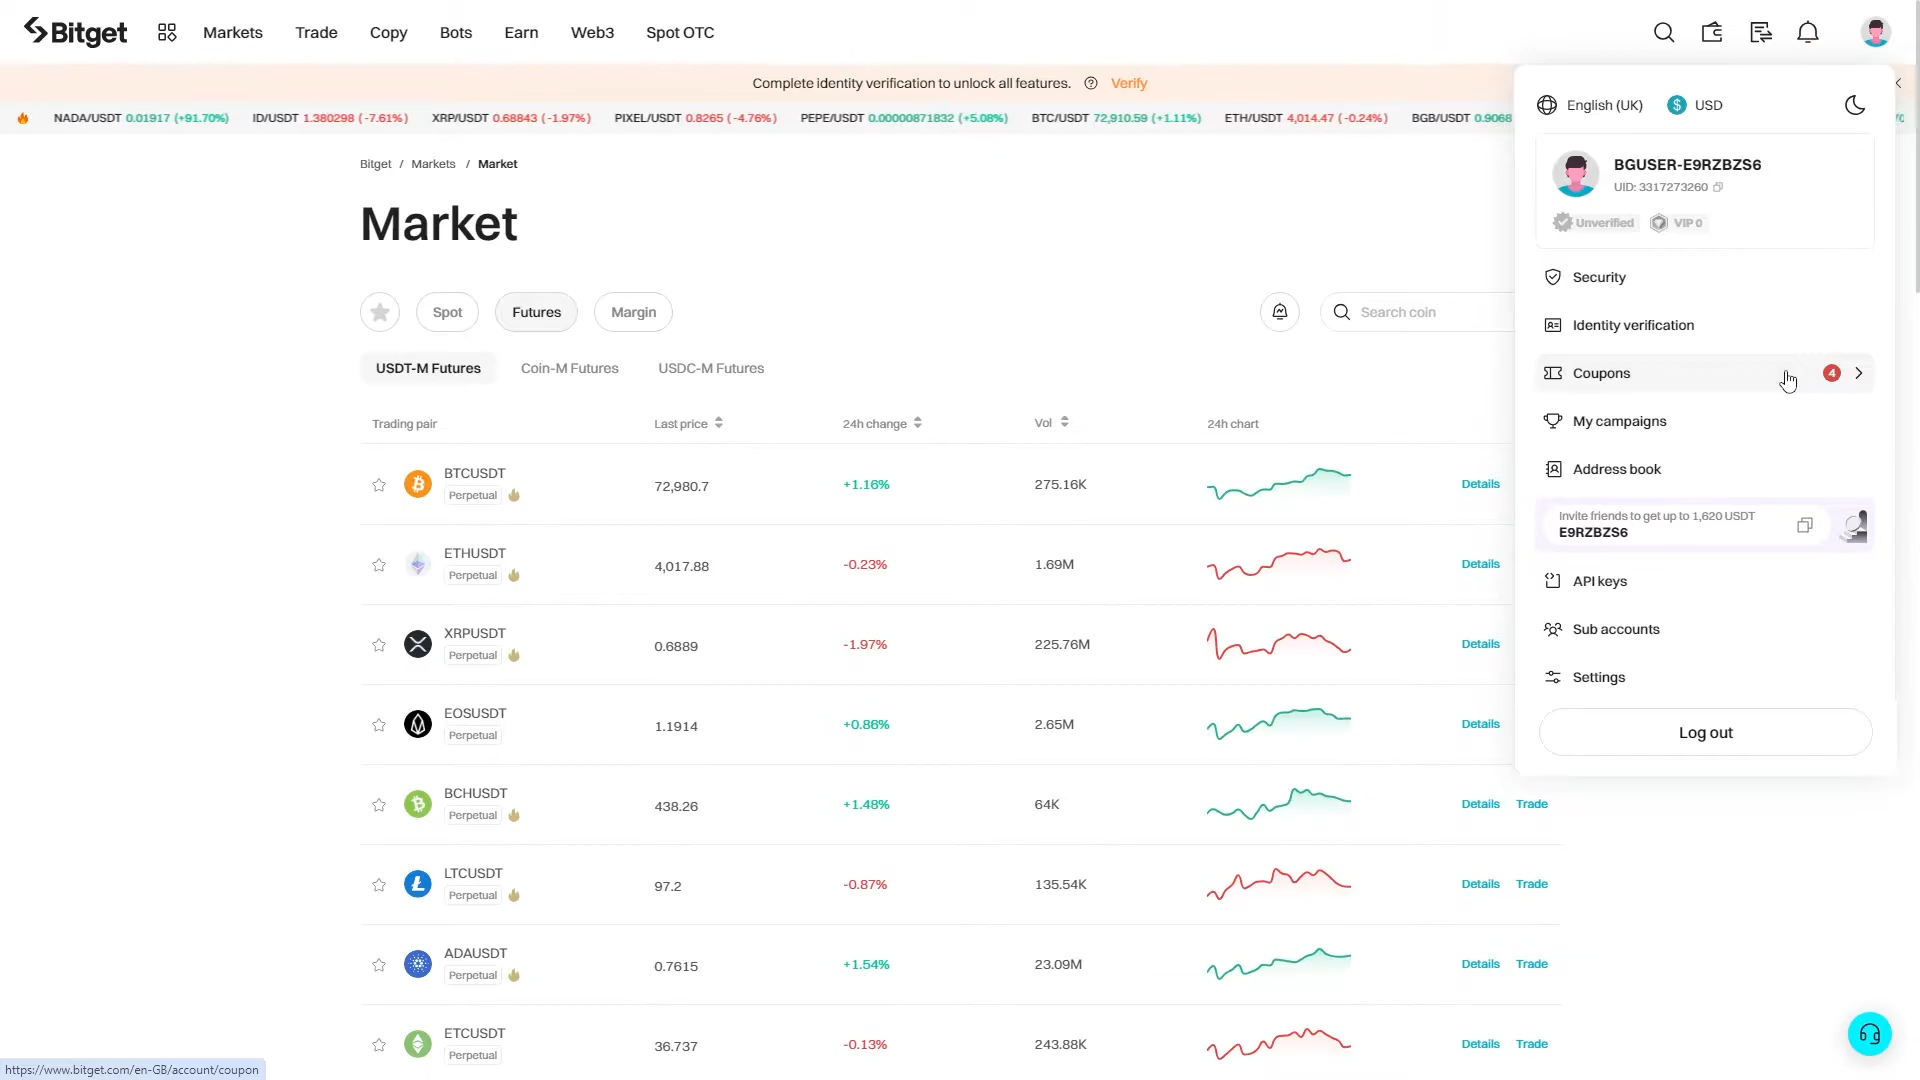 Bitget Markets Trade Copy Bots Earn Web3 Spot OTC
Complete identity verification to unlock all features. Verify
NADA/USDT 0.01917 (+91.70%) ID/USDT 1.380298 (-7.61%) XRP/USDT 0.68843 (-1.97%) PIXEL/USDT 0.8265 (-4.76%) PEPE/USDT 0.00000871832 (+5.08%) BTC/USDT 72,910.59 (+1.11%) ETH/USDT 4,014.47 (-0.24%) BGB/USDT 0.9068
Bitget / Markets / Market
Market
Spot Futures Margin
Search coin
USDT-M Futures Coin-M Futures USDC-M Futures
Trading pair Last price 24h change Vol 24h chart
BTCUSDT
Perpetual
72,980.7 +1.16% 275.16K Details
ETHUSDT
Perpetual
4,017.88 -0.23% 1.69M Details
XRPUSDT
Perpetual
0.6889 -1.97% 225.76M Details
EOSUSDT
Perpetual
1.1914 +0.86% 2.65M Details
BCHUSDT
Perpetual
438.26 +1.48% 64K Details Trade
LTCUSDT
Perpetual
97.2 -0.87% 135.54K Details Trade
ADAUSDT
Perpetual
0.7615 +1.54% 23.09M Details Trade
ETCUSDT
Perpetual
36.737 -0.13% 243.88K Details Trade
English (UK) $ USD
BGUSER-E9RZBZS6
UID: 3317273260
Unverified VIP 0
Security
Identity verification
Coupons 4
My campaigns
Address book
Invite friends to get up to 1,620 USDT
E9RZBZS6
API keys
Sub accounts
Settings
Log out
https://www.bitget.com/en-GB/account/coupon